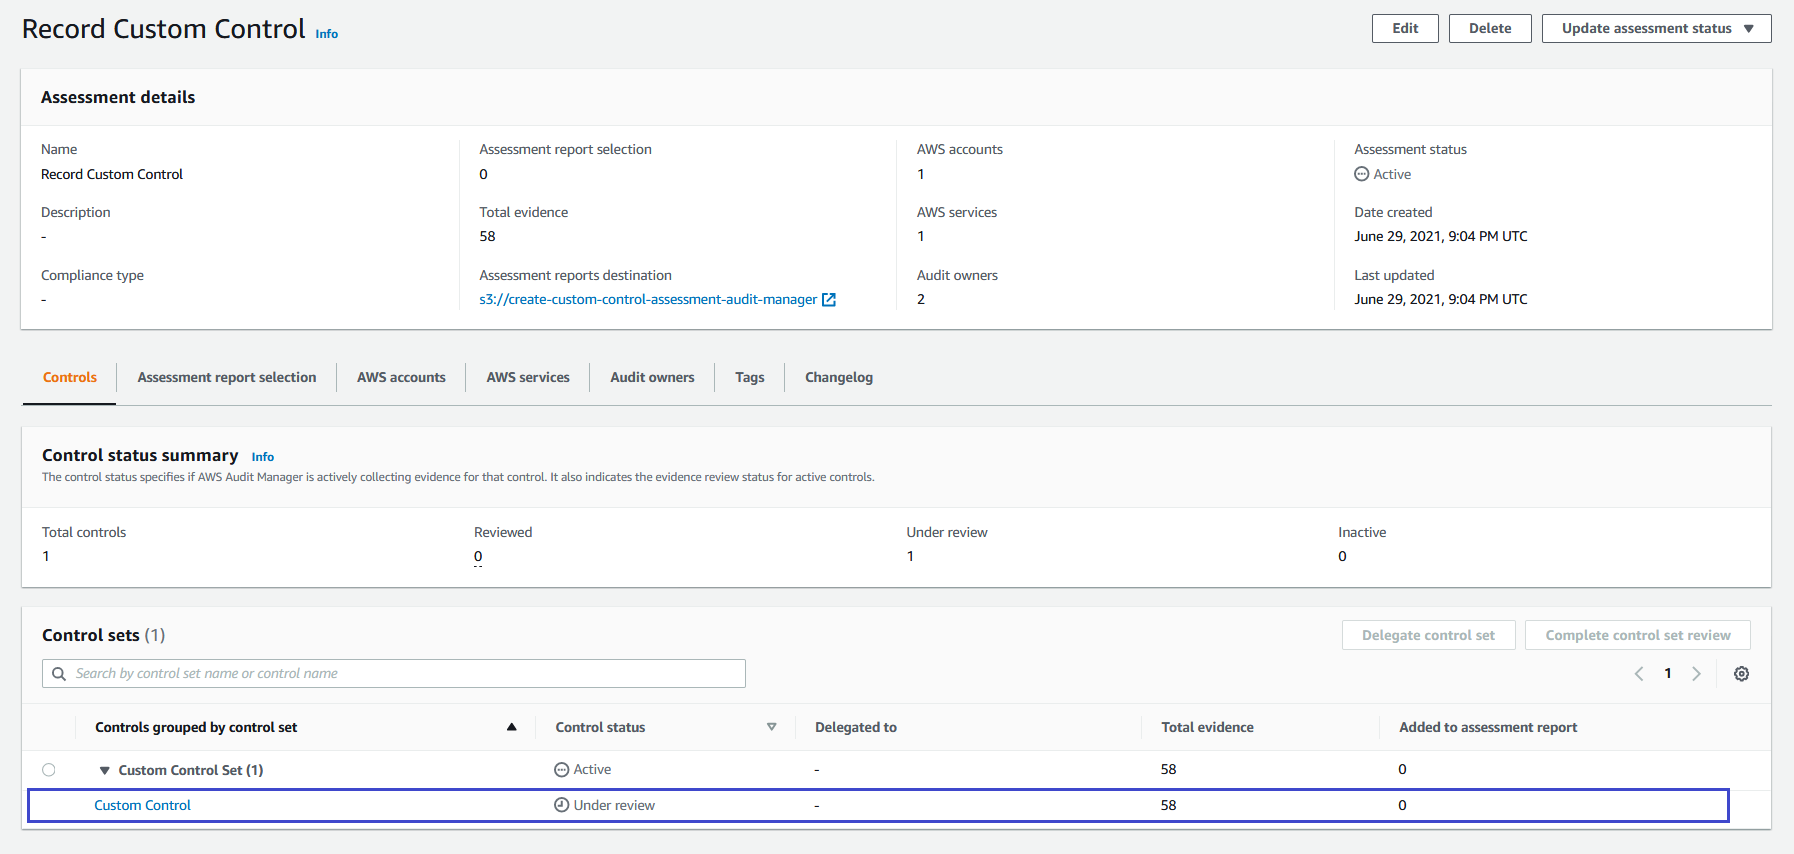 Record Custom Control Info
Edit
Delete
Update assessment status
Assessment details
Name
Record Custom Control
Description
-
Compliance type
-
Assessment report selection
0
Total evidence
58
Assessment reports destination
s3://create-custom-control-assessment-audit-manager
AWS accounts
1
AWS services
1
Audit owners
2
Assessment status
Active
Date created
June 29, 2021, 9:04 PM UTC
Last updated
June 29, 2021, 9:04 PM UTC
Controls
Assessment report selection
AWS accounts
AWS services
Audit owners
Tags
Changelog
Control status summary Info
The control status specifies if AWS Audit Manager is actively collecting evidence for that control. It also indicates the evidence review status for active controls.
Total controls
1
Reviewed
0
Under review
1
Inactive
0
Control sets (1)
Delegate control set
Complete control set review
Search by control set name or control name
1
Controls grouped by control set Control status Delegated to Total evidence Added to assessment report
Custom Control Set (1) Active - 58 0
Custom Control Under review - 58 0